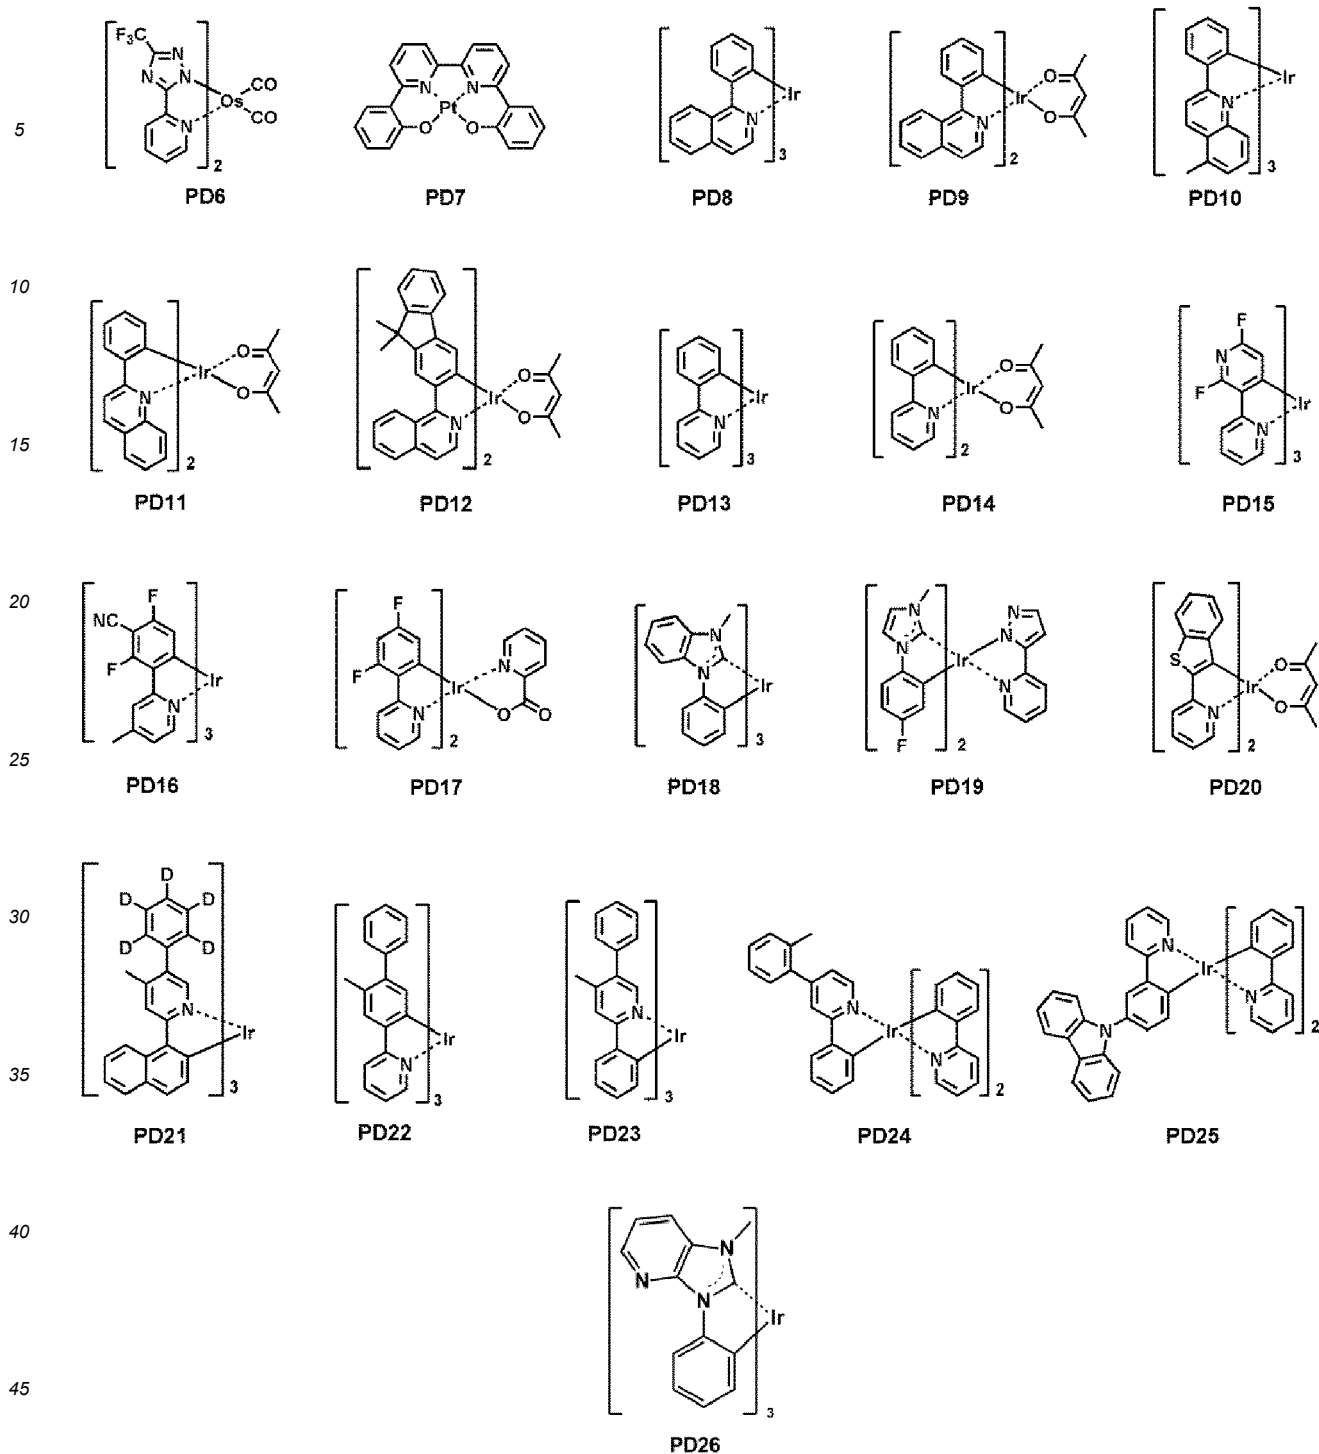 F3C N N N N Os CO CO 2
N N Pt O O
Ir N 3
Ir N O O 2
Ir N 3
5
PD6 PD7 PD8 PD9 PD10
10
N Ir O O 2
N Ir O O 2
N Ir 3
N Ir O O 2
F N F N Ir 3
15
PD11 PD12 PD13 PD14 PD15
20
NC F F N Ir 3
F F N Ir N O O 2
N N Ir 3
N N F Ir N N N 2
S N Ir O O 2
25
PD16 PD17 PD18 PD19 PD20
D D D D D N Ir 3
N Ir 3
N Ir 3
N Ir N 2
N N Ir N 2
30
35
PD21 PD22 PD23 PD24 PD25
40
N N N Ir 3
45
PD26